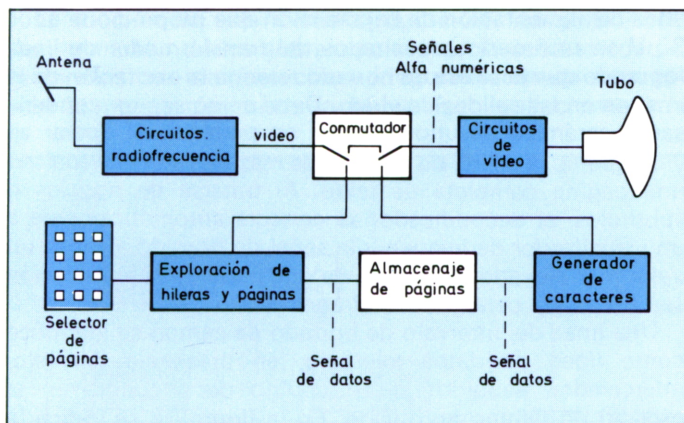 Antena
Circuitos
radiofrecuencia
video
Conmutador
Señales
Alfa numéricas
Circuitos
de
video
Tubo
Selector
de
páginas
Exploración de
hileras y páginas
Señal
de datos
Almacenaje
de páginas
Señal
de datos
Generador
de
caracteres